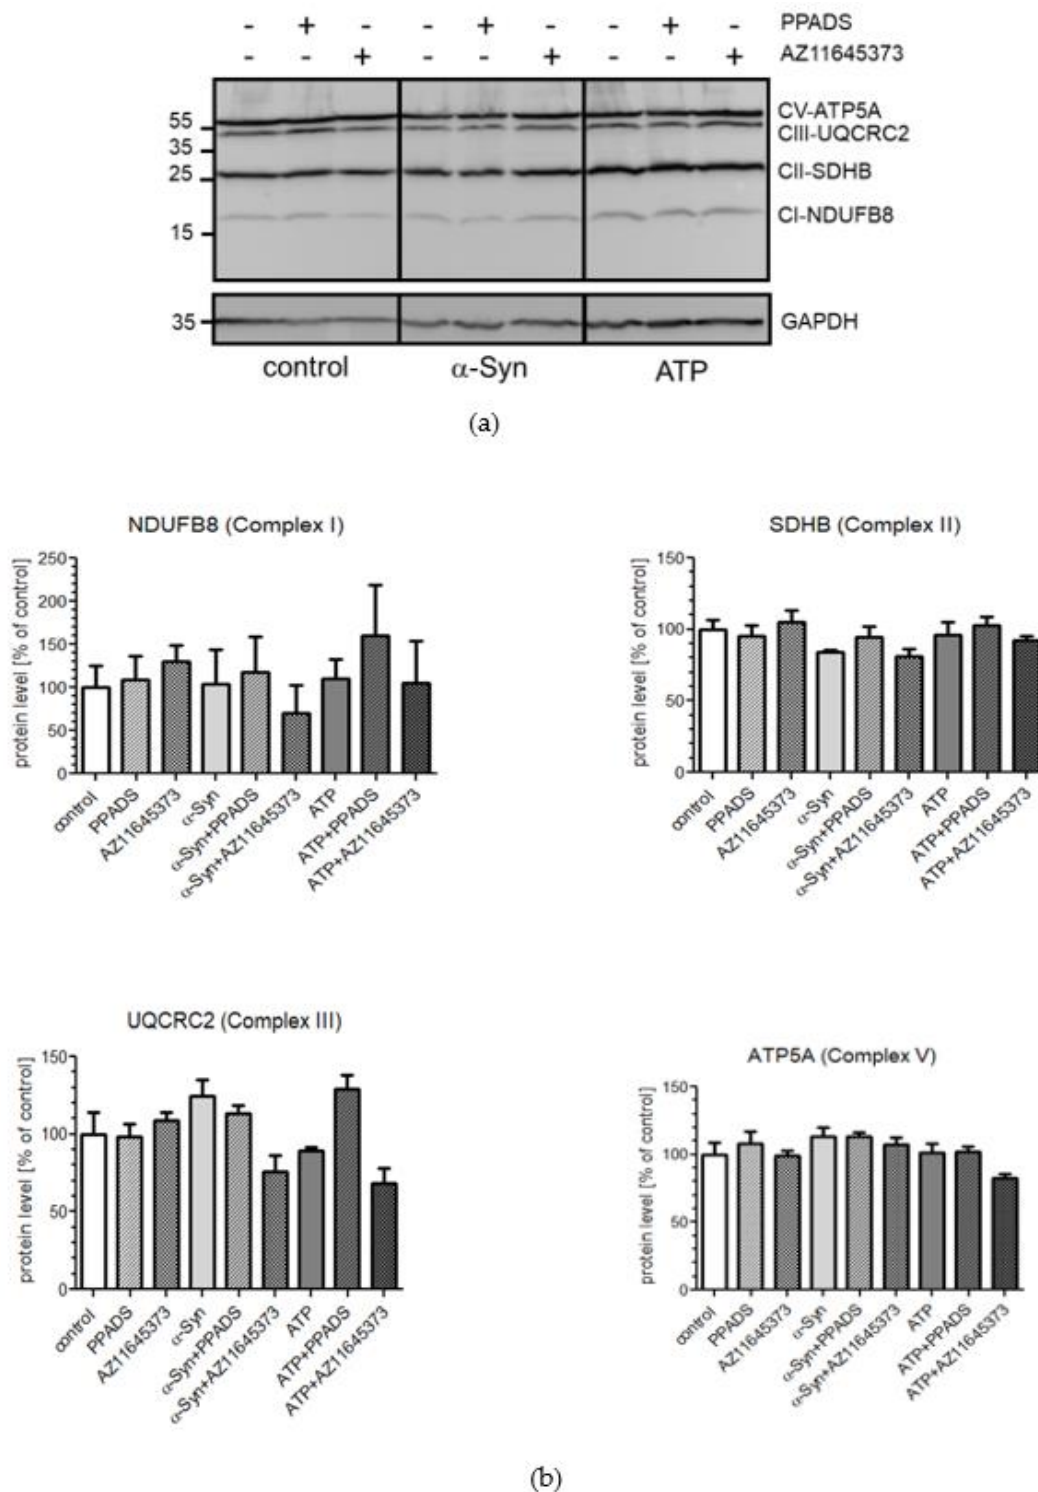 - + - - + - - + - PPADS
- - + - - + - - + AZ11645373
CV-ATP5A
55
CIII-UQCRC2
35
25
CII-SDHB
CI-NDUFB8
15
35
GAPDH
control α-Syn ATP
(a)
NDUFB8 (Complex I)
protein level [% of control]
250
200
150
100
50
0
control
PPADS
AZ11645373
α-Syn
α-Syn+PPADS
α-Syn+AZ11645373
ATP
ATP+PPADS
ATP+AZ11645373
SDHB (Complex II)
protein level [% of control]
150
100
50
0
control
PPADS
AZ11645373
α-Syn
α-Syn+PPADS
α-Syn+AZ11645373
ATP
ATP+PPADS
ATP+AZ11645373
UQCRC2 (Complex III)
protein level [% of control]
150
100
50
0
control
PPADS
AZ11645373
α-Syn
α-Syn+PPADS
α-Syn+AZ11645373
ATP
ATP+PPADS
ATP+AZ11645373
ATP5A (Complex V)
protein level [% of control]
150
100
50
0
control
PPADS
AZ11645373
α-Syn
α-Syn+PPADS
α-Syn+AZ11645373
ATP
ATP+PPADS
ATP+AZ11645373
(b)